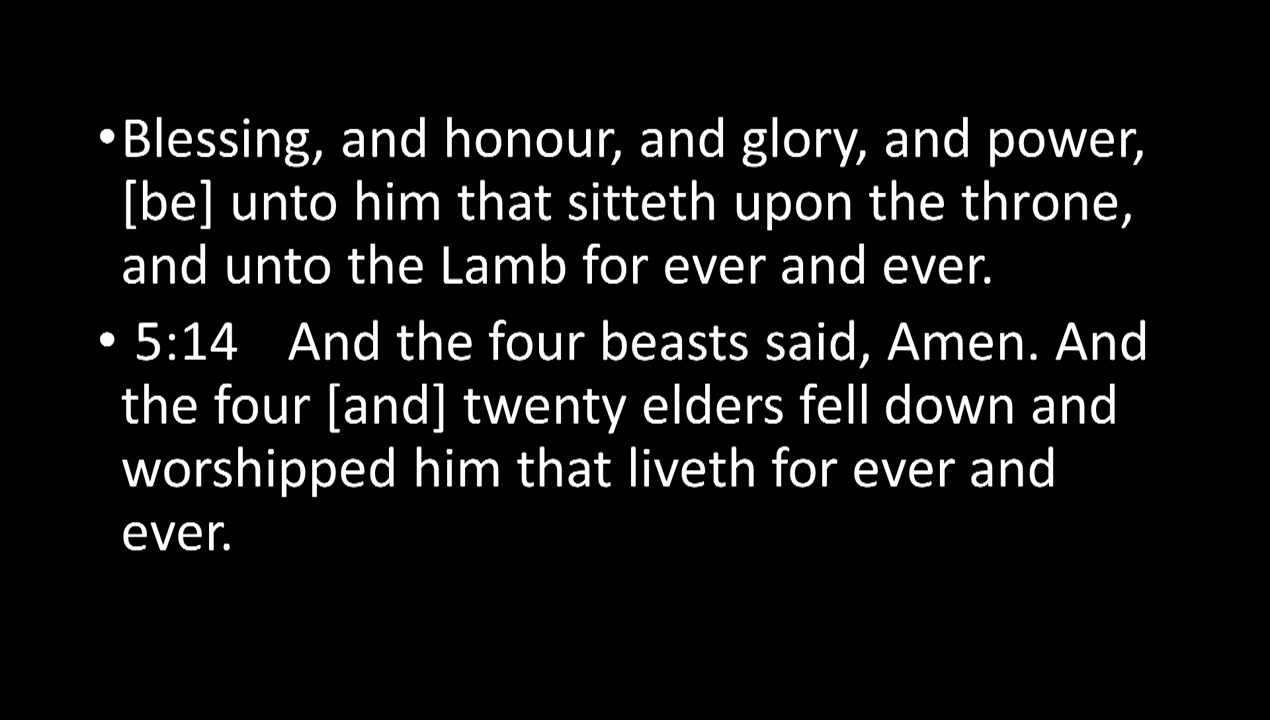 •Blessing, and honour, and glory, and power,
[be] unto him that sitteth upon the throne,
and unto the Lamb for ever and ever.
• 5:14 And the four beasts said, Amen. And
the four [and] twenty elders fell down and
worshipped him that liveth for ever and
ever.